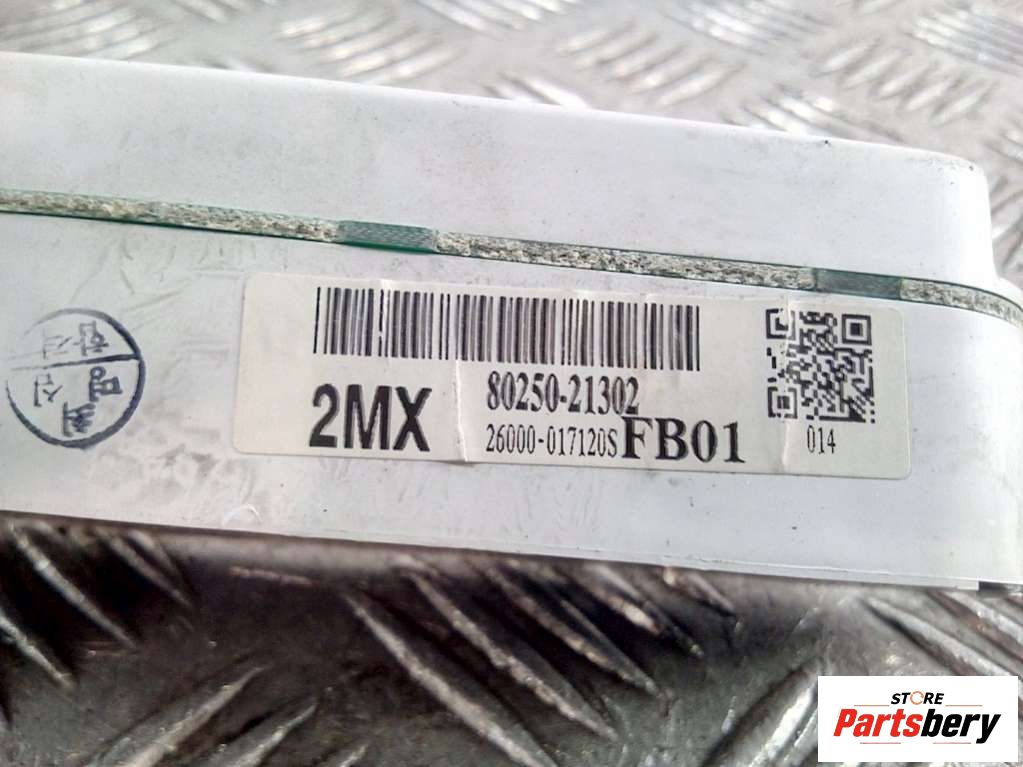 2MX
80250-21302
26000-017120S FB01
014
STORE
Partsbery